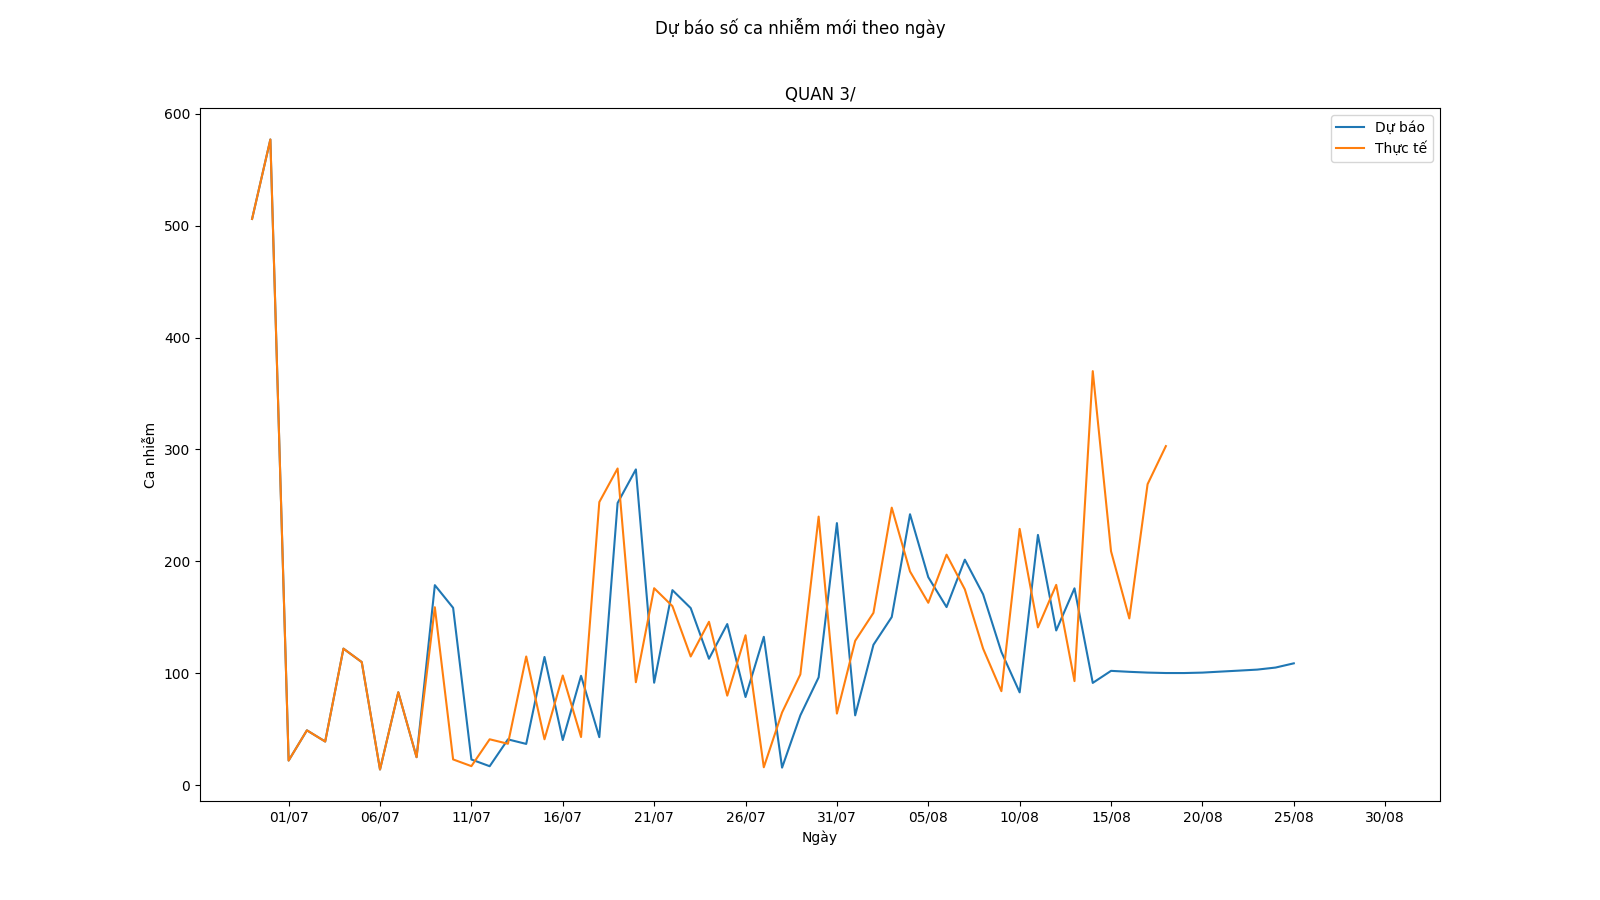 Dự báo số ca nhiễm mới theo ngày
QUAN 3/
Dự báo
Thực tế
Ca nhiễm
600
500
400
300
200
100
0
01/07 06/07 11/07 16/07 21/07 26/07 31/07 05/08 10/08 15/08 20/08 25/08 30/08
Ngày